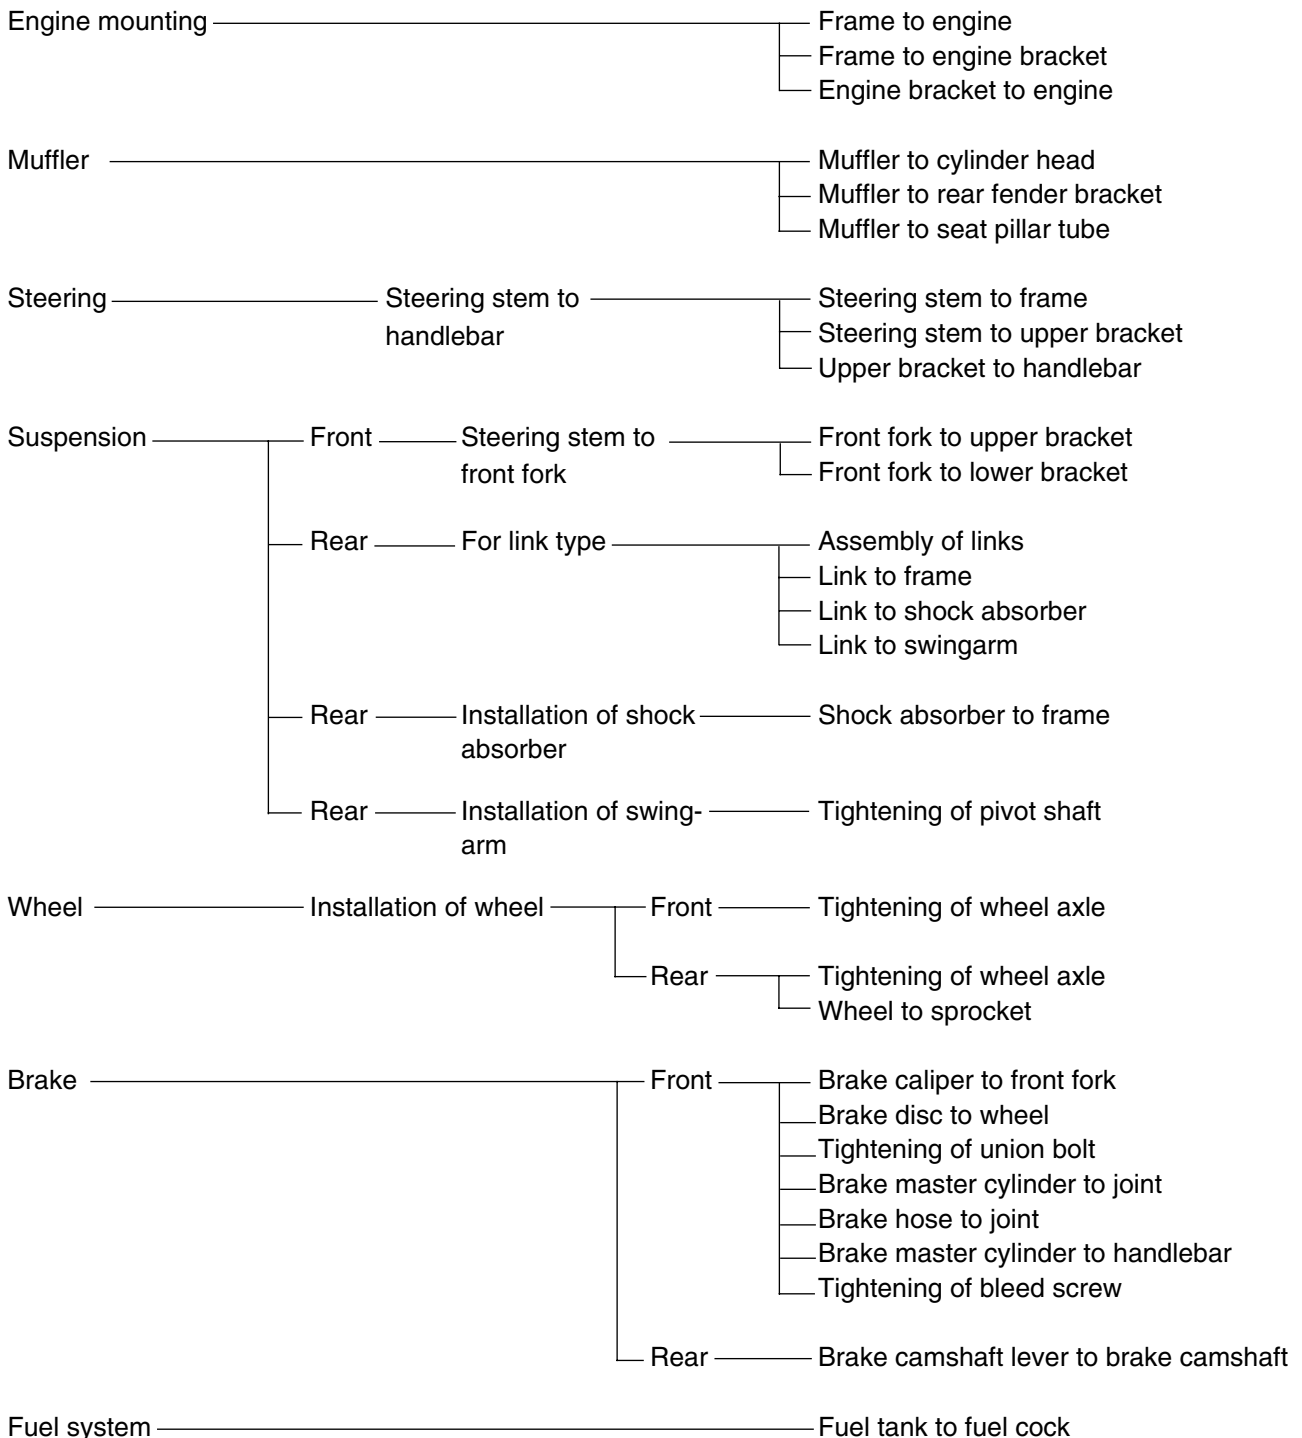 Engine mounting Frame to engine
Frame to engine bracket
Engine bracket to engine
Muffler Muffler to cylinder head
Muffler to rear fender bracket
Muffler to seat pillar tube
Steering Steering stem to Steering stem to frame
handlebar Steering stem to upper bracket
Upper bracket to handlebar
Suspension Front Steering stem to Front fork to upper bracket
front fork Front fork to lower bracket
Rear For link type Assembly of links
Link to frame
Link to shock absorber
Link to swingarm
Rear Installation of shock Shock absorber to frame
absorber
Rear Installation of swing- Tightening of pivot shaft
arm
Wheel Installation of wheel Front Tightening of wheel axle
Rear Tightening of wheel axle
Wheel to sprocket
Brake Front Brake caliper to front fork
Brake disc to wheel
Tightening of union bolt
Brake master cylinder to joint
Brake hose to joint
Brake master cylinder to handlebar
Tightening of bleed screw
Rear Brake camshaft lever to brake camshaft
Fuel system Fuel tank to fuel cock